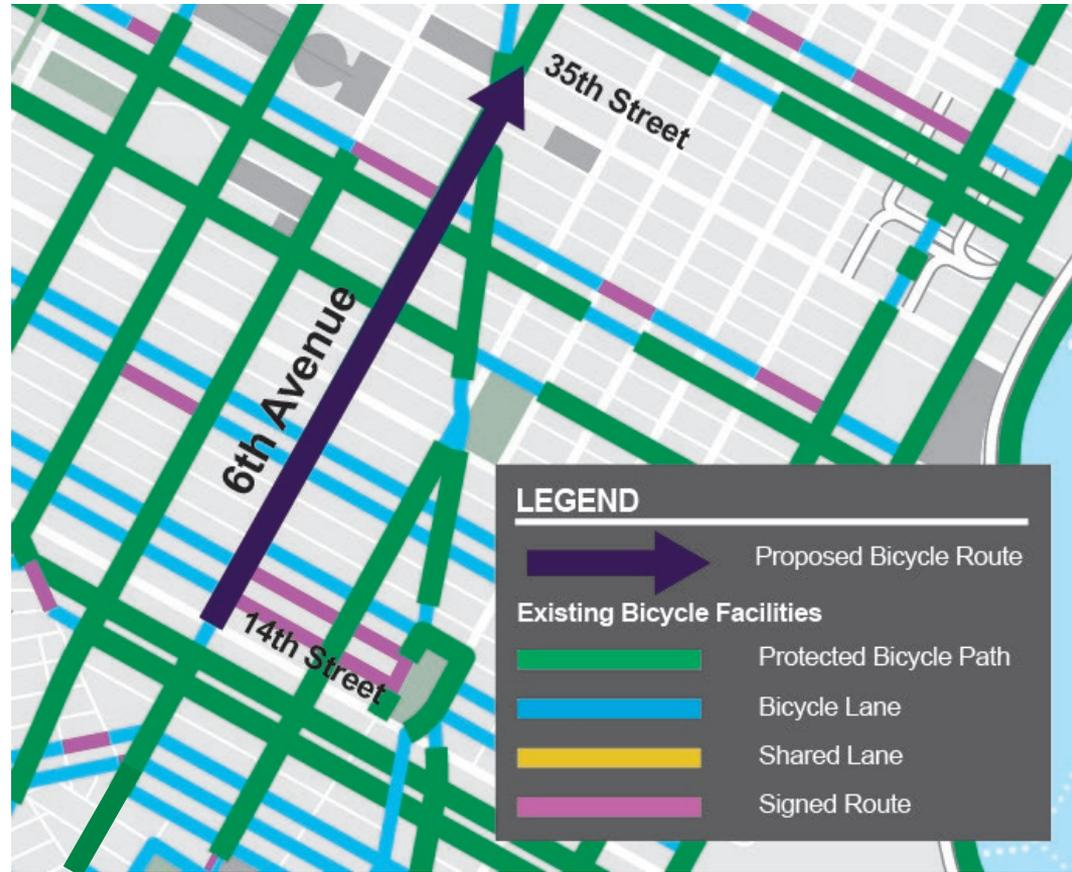 35th Street
6th Avenue
14th Street
LEGEND
Proposed Bicycle Route
Existing Bicycle Facilities
Protected Bicycle Path
Bicycle Lane
Shared Lane
Signed Route